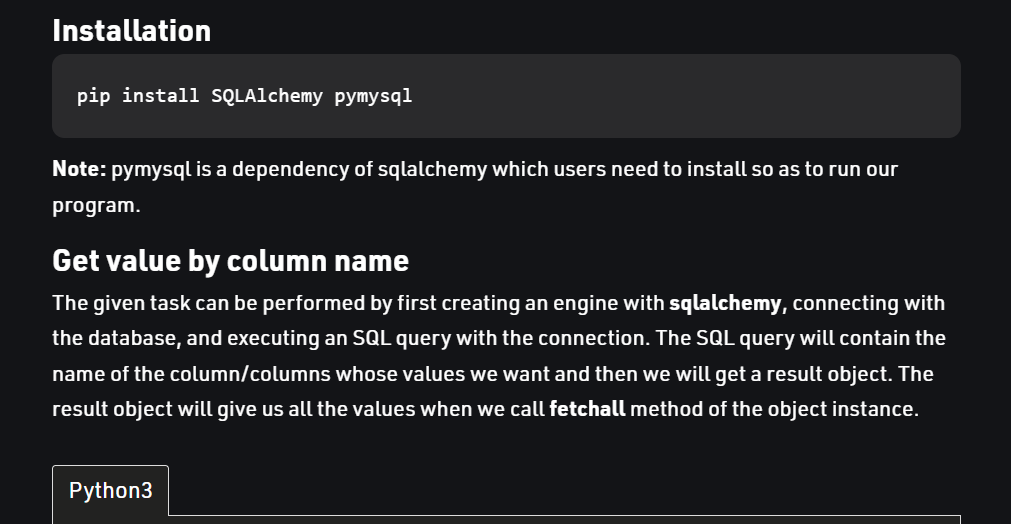 Installation
pip install SQLAlchemy pymysql
Note: pymysql is a dependency of sqlalchemy which users need to install so as to run our
program.
Get value by column name
The given task can be performed by first creating an engine with sqlalchemy, connecting with
the database, and executing an SQL query with the connection. The SQL query will contain the
name of the column/columns whose values we want and then we will get a result object. The
result object will give us all the values when we call fetchall method of the object instance.
Python3